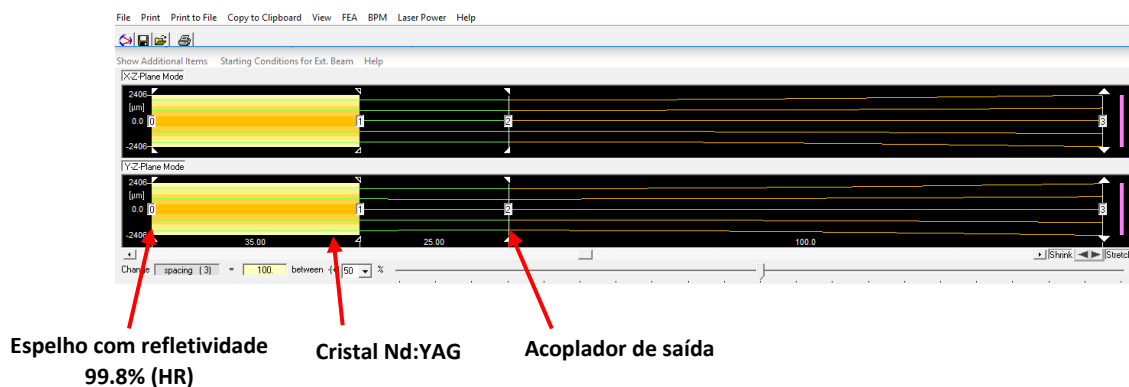 File Print Print to File Copy to Clipboard View FEA BPM Laser Power Help
Show Additional Items Starting Conditions for Ext. Beam Help
X-Z-Plane Mode
2406
[µm]
0.0 0 1 2 3
-2406
Y-Z-Plane Mode
2406
[µm]
0.0 0 1 2 3
-2406
35.00 25.00 100.0
Change spacing (3) = 100. between 50 % Shrink Stretch
Espelho com refletividade
99.8% (HR)
Cristal Nd:YAG
Acoplador de saída